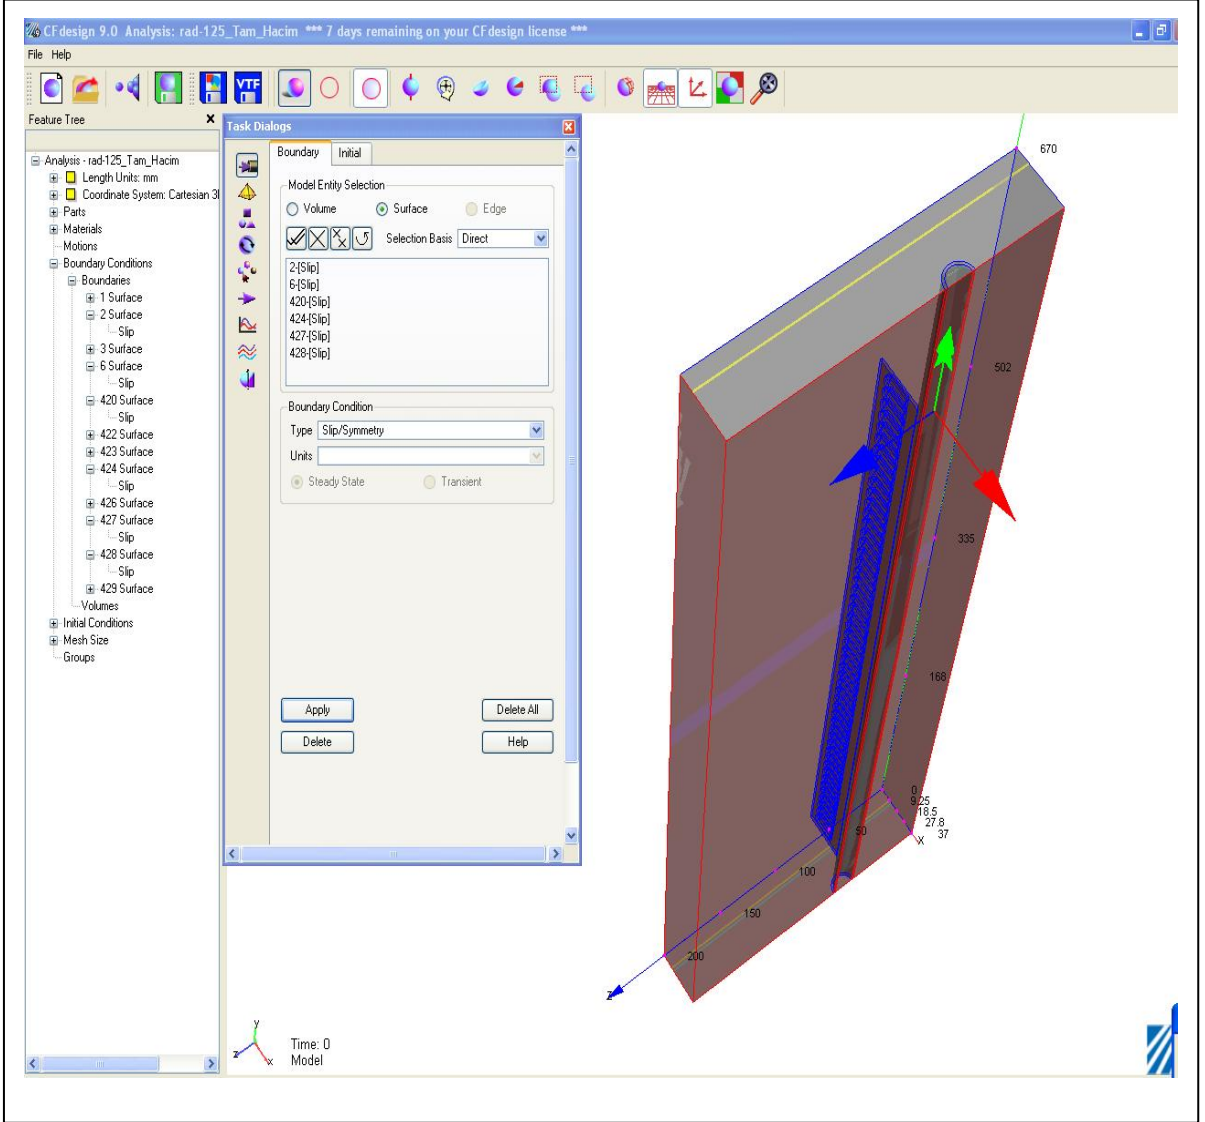 CFdesign 9.0 Analysis: rad-125_Tam_Hacim *** 7 days remaining on your CFdesign license ***
File Help
VTF
Feature Tree
Analysis - rad-125_Tam_Hacim
Length Units: mm
Coordinate System: Cartesian 3
Parts
Materials
Motions
Boundary Conditions
Boundaries
1 Surface
2 Surface
Slip
3 Surface
6 Surface
Slip
420 Surface
Slip
422 Surface
423 Surface
424 Surface
Slip
426 Surface
427 Surface
Slip
428 Surface
Slip
429 Surface
Volumes
Initial Conditions
Mesh Size
Groups
Task Dialogs
Boundary Initial
Model Entity Selection
Volume Surface Edge
Selection Basis Direct
2-[Slip]
6-[Slip]
420-[Slip]
424-[Slip]
427-[Slip]
428-[Slip]
Boundary Condition
Type Slip/Symmetry
Units
Steady State Transient
Apply Delete All
Delete Help
670
502
335
168
0
9.25
18.5
27.8
37
X
50
100
150
200
Z
y
z
x
Time: 0
Model